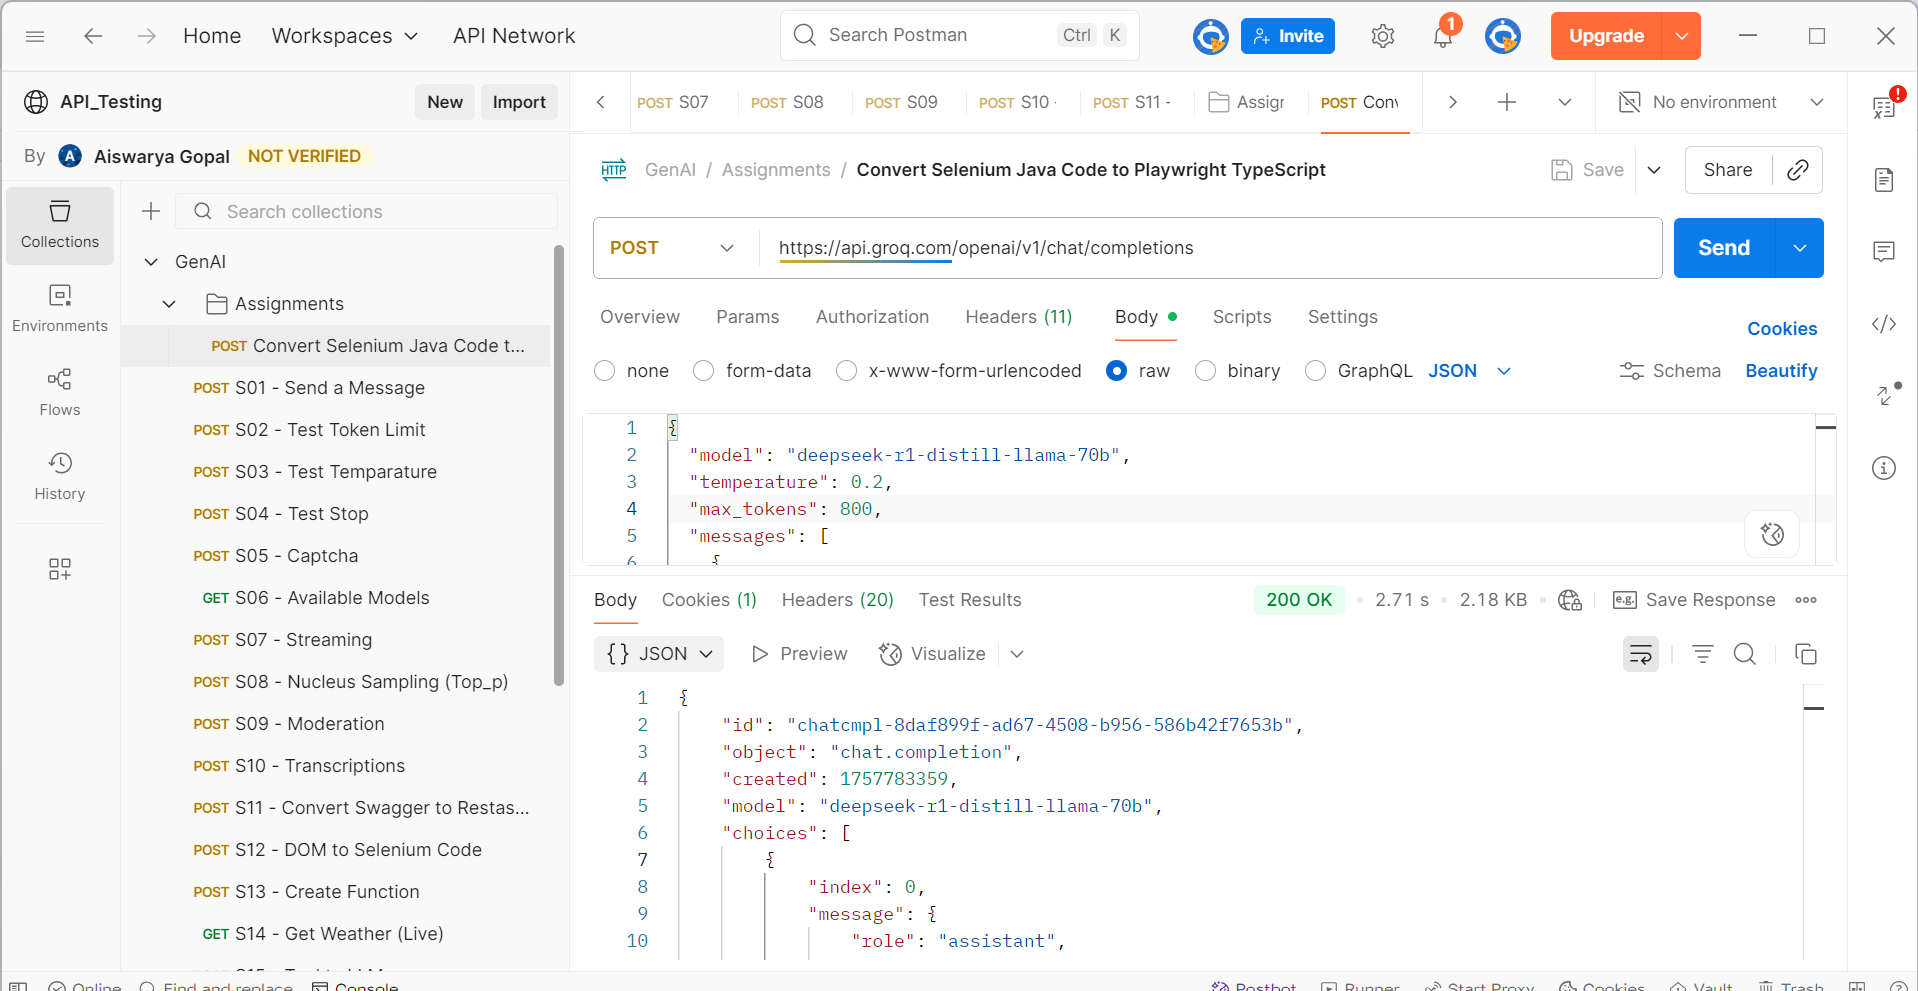 Home Workspaces API Network Search Postman Ctrl K Invite 1 Upgrade
API_Testing New Import
By A Aiswarya Gopal NOT VERIFIED
Collections
Environments
Flows
History
Search collections
GenAI
Assignments
POST Convert Selenium Java Code t...
POST S01 - Send a Message
POST S02 - Test Token Limit
POST S03 - Test Temparature
POST S04 - Test Stop
POST S05 - Captcha
GET S06 - Available Models
POST S07 - Streaming
POST S08 - Nucleus Sampling (Top_p)
POST S09 - Moderation
POST S10 - Transcriptions
POST S11 - Convert Swagger to Restas...
POST S12 - DOM to Selenium Code
POST S13 - Create Function
GET S14 - Get Weather (Live)
POST S07 POST S08 POST S09 POST S10 - POST S11 - Assigr POST Conv No environment
HTTP GenAI / Assignments / Convert Selenium Java Code to Playwright TypeScript Save Share
POST https://api.groq.com/openai/v1/chat/completions Send
Overview Params Authorization Headers (11) Body Scripts Settings Cookies
none form-data x-www-form-urlencoded raw binary GraphQL JSON Schema Beautify
1 {
2 "model": "deepseek-r1-distill-llama-70b",
3 "temperature": 0.2,
4 "max_tokens": 800,
5 "messages": [
6 {
Body Cookies (1) Headers (20) Test Results 200 OK • 2.71 s • 2.18 KB • e.g. Save Response
{} JSON Preview Visualize
1 {
2 "id": "chatcmpl-8daf899f-ad67-4508-b956-586b42f7653b",
3 "object": "chat.completion",
4 "created": 1757783359,
5 "model": "deepseek-r1-distill-llama-70b",
6 "choices": [
7 {
8 "index": 0,
9 "message": {
10 "role": "assistant",
Online Find and replace Console Postbot Runner Start Proxy Cookies Vault Trash